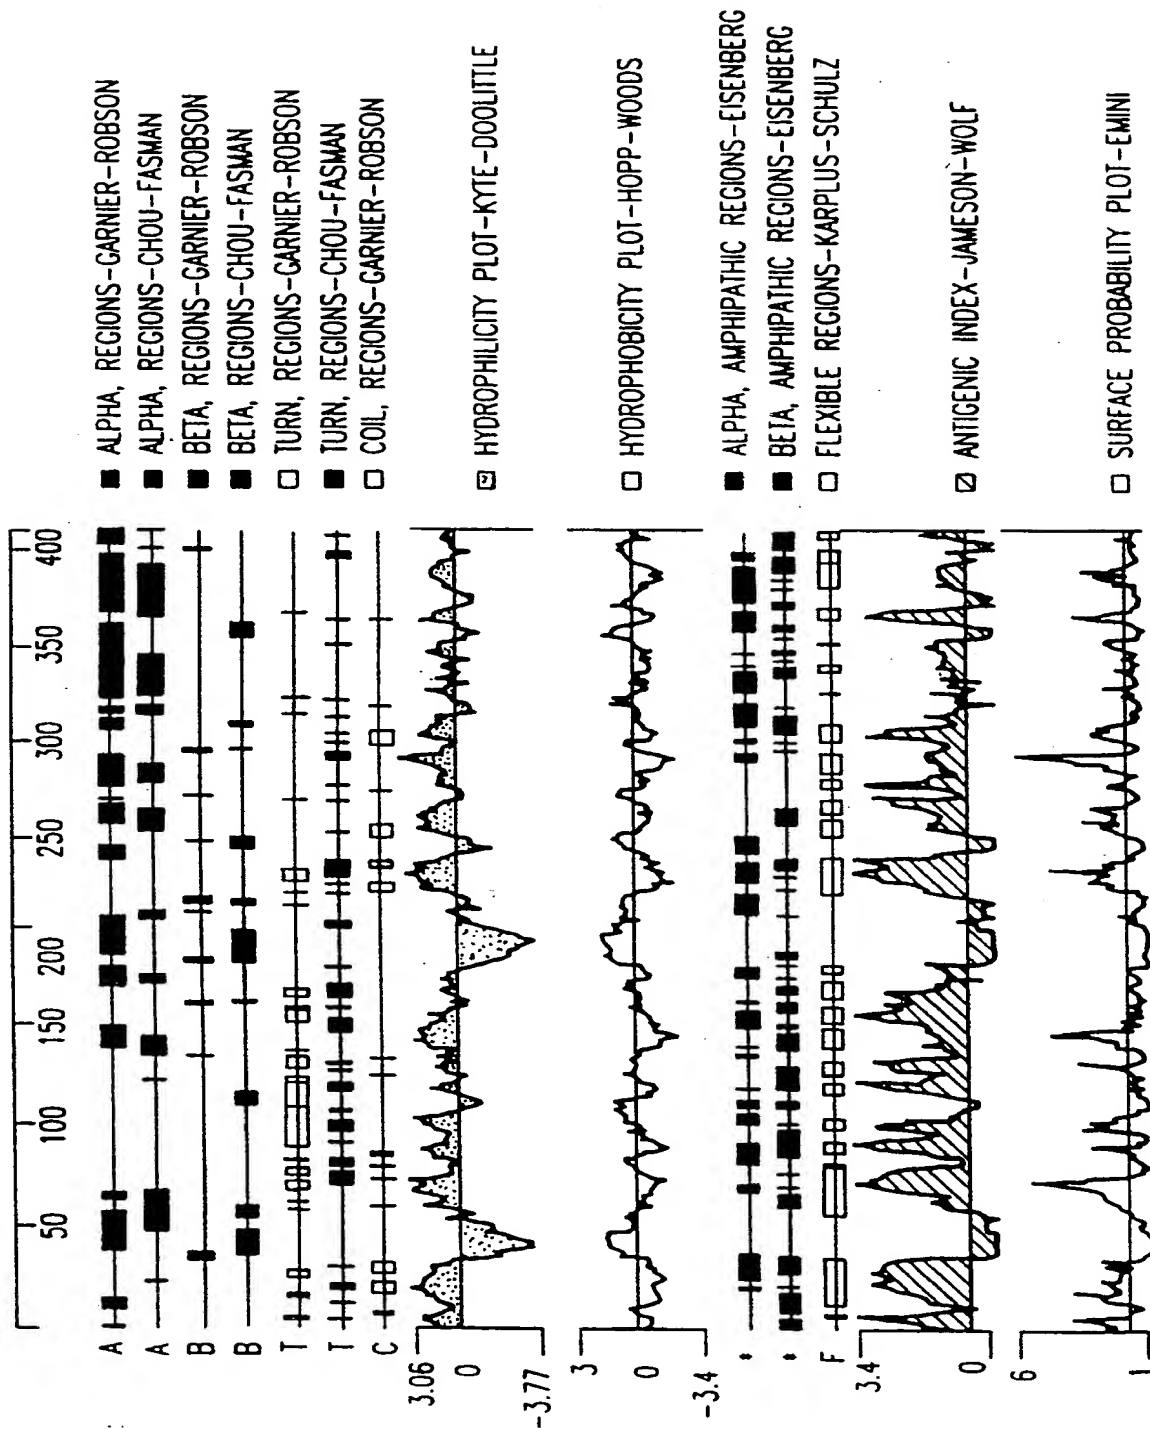 50 100 150 200 250 300 350 400
A ■ ALPHA, REGIONS-GARNIER-ROBSON
A ■ ALPHA, REGIONS-CHOU-FASMAN
B ■ BETA, REGIONS-GARNIER-ROBSON
B ■ BETA, REGIONS-CHOU-FASMAN
T □ TURN, REGIONS-GARNIER-ROBSON
T ■ TURN, REGIONS-CHOU-FASMAN
C □ COIL, REGIONS-GARNIER-ROBSON
3.06
0
-3.77
HYDROPHILICITY PLOT-KYTE-DOOLITTLE
3
0
-3.4
□ HYDROPHOBICITY PLOT-HOPP-WOODS
* ■ ALPHA, AMPHIPATHIC REGIONS-EISENBERG
* ■ BETA, AMPHIPATHIC REGIONS-EISENBERG
F □ FLEXIBLE REGIONS-KARPLUS-SCHULZ
3.4
0
ANTIGENIC INDEX-JAMESON-WOLF
6
1
□ SURFACE PROBABILITY PLOT-EMINI